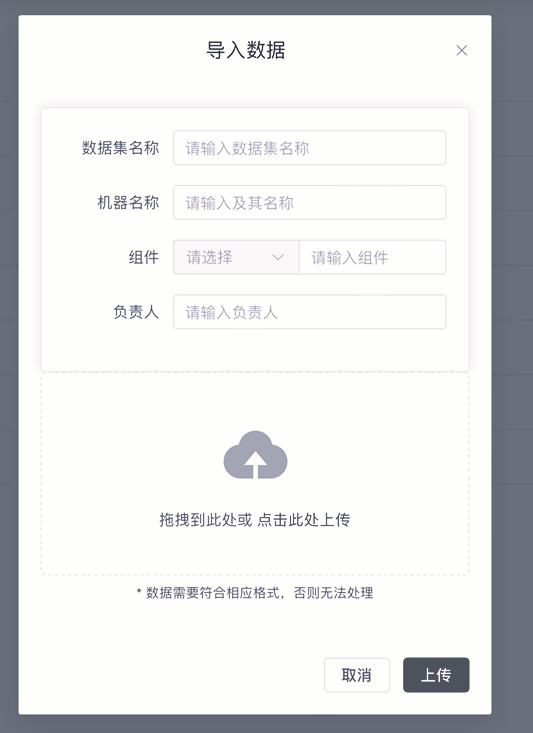 导入数据
数据集名称 请输入数据集名称
机器名称 请输入及其名称
组件 请选择 请输入组件
负责人 请输入负责人
拖拽到此处或 点击此处上传
* 数据需要符合相应格式，否则无法处理
取消 上传